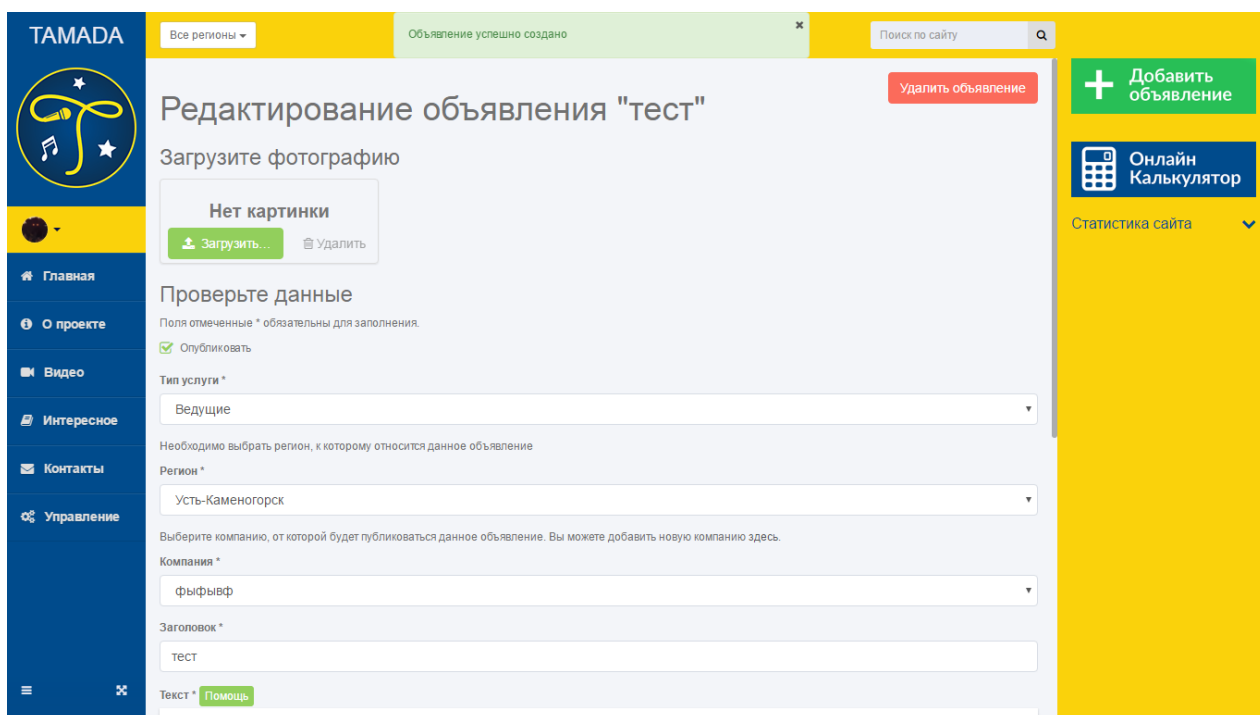 TAMADA
Все регионы
Объявление успешно создано
×
Поиск по сайту
Удалить объявление
Добавить
объявление
Редактирование объявления "тест"
Загрузите фотографию
Онлайн
Калькулятор
Нет картинки
Загрузить...
Удалить
Статистика сайта
Главная
О проекте
Видео
Интересное
Контакты
Управление
Проверьте данные
Поля отмеченные * обязательны для заполнения.
Опубликовать
Тип услуги *
Ведущие
Необходимо выбрать регион, к которому относится данное объявление
Регион *
Усть-Каменогорск
Выберите компанию, от которой будет публиковаться данное объявление. Вы можете добавить новую компанию здесь.
Компания *
фыфывф
Заголовок *
тест
Текст * Помощь